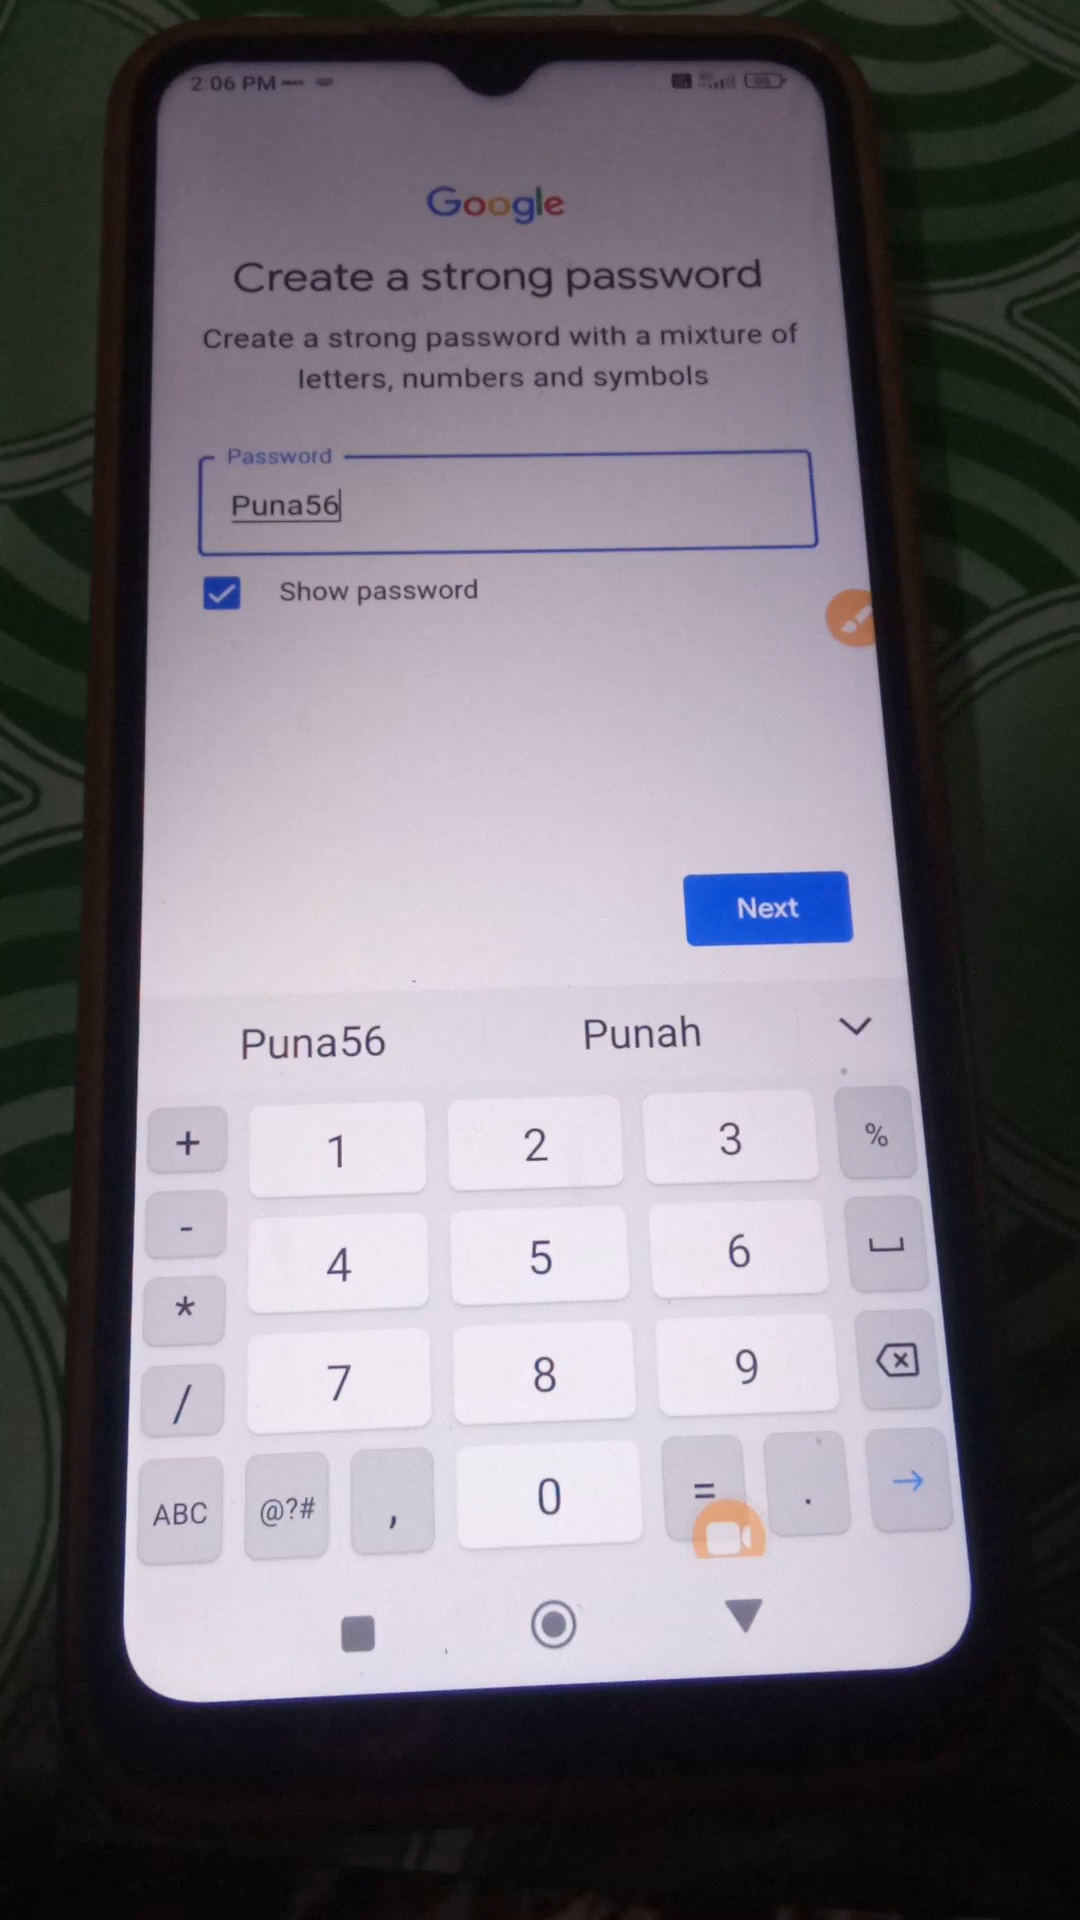 2:06 PM
Google
Create a strong password
Create a strong password with a mixture of
letters, numbers and symbols
Password
Puna56
Show password
Next
Puna56 Punah
+ 1 2 3 %
- 4 5 6
* 7 8 9
/
ABC @?# , 0 = .